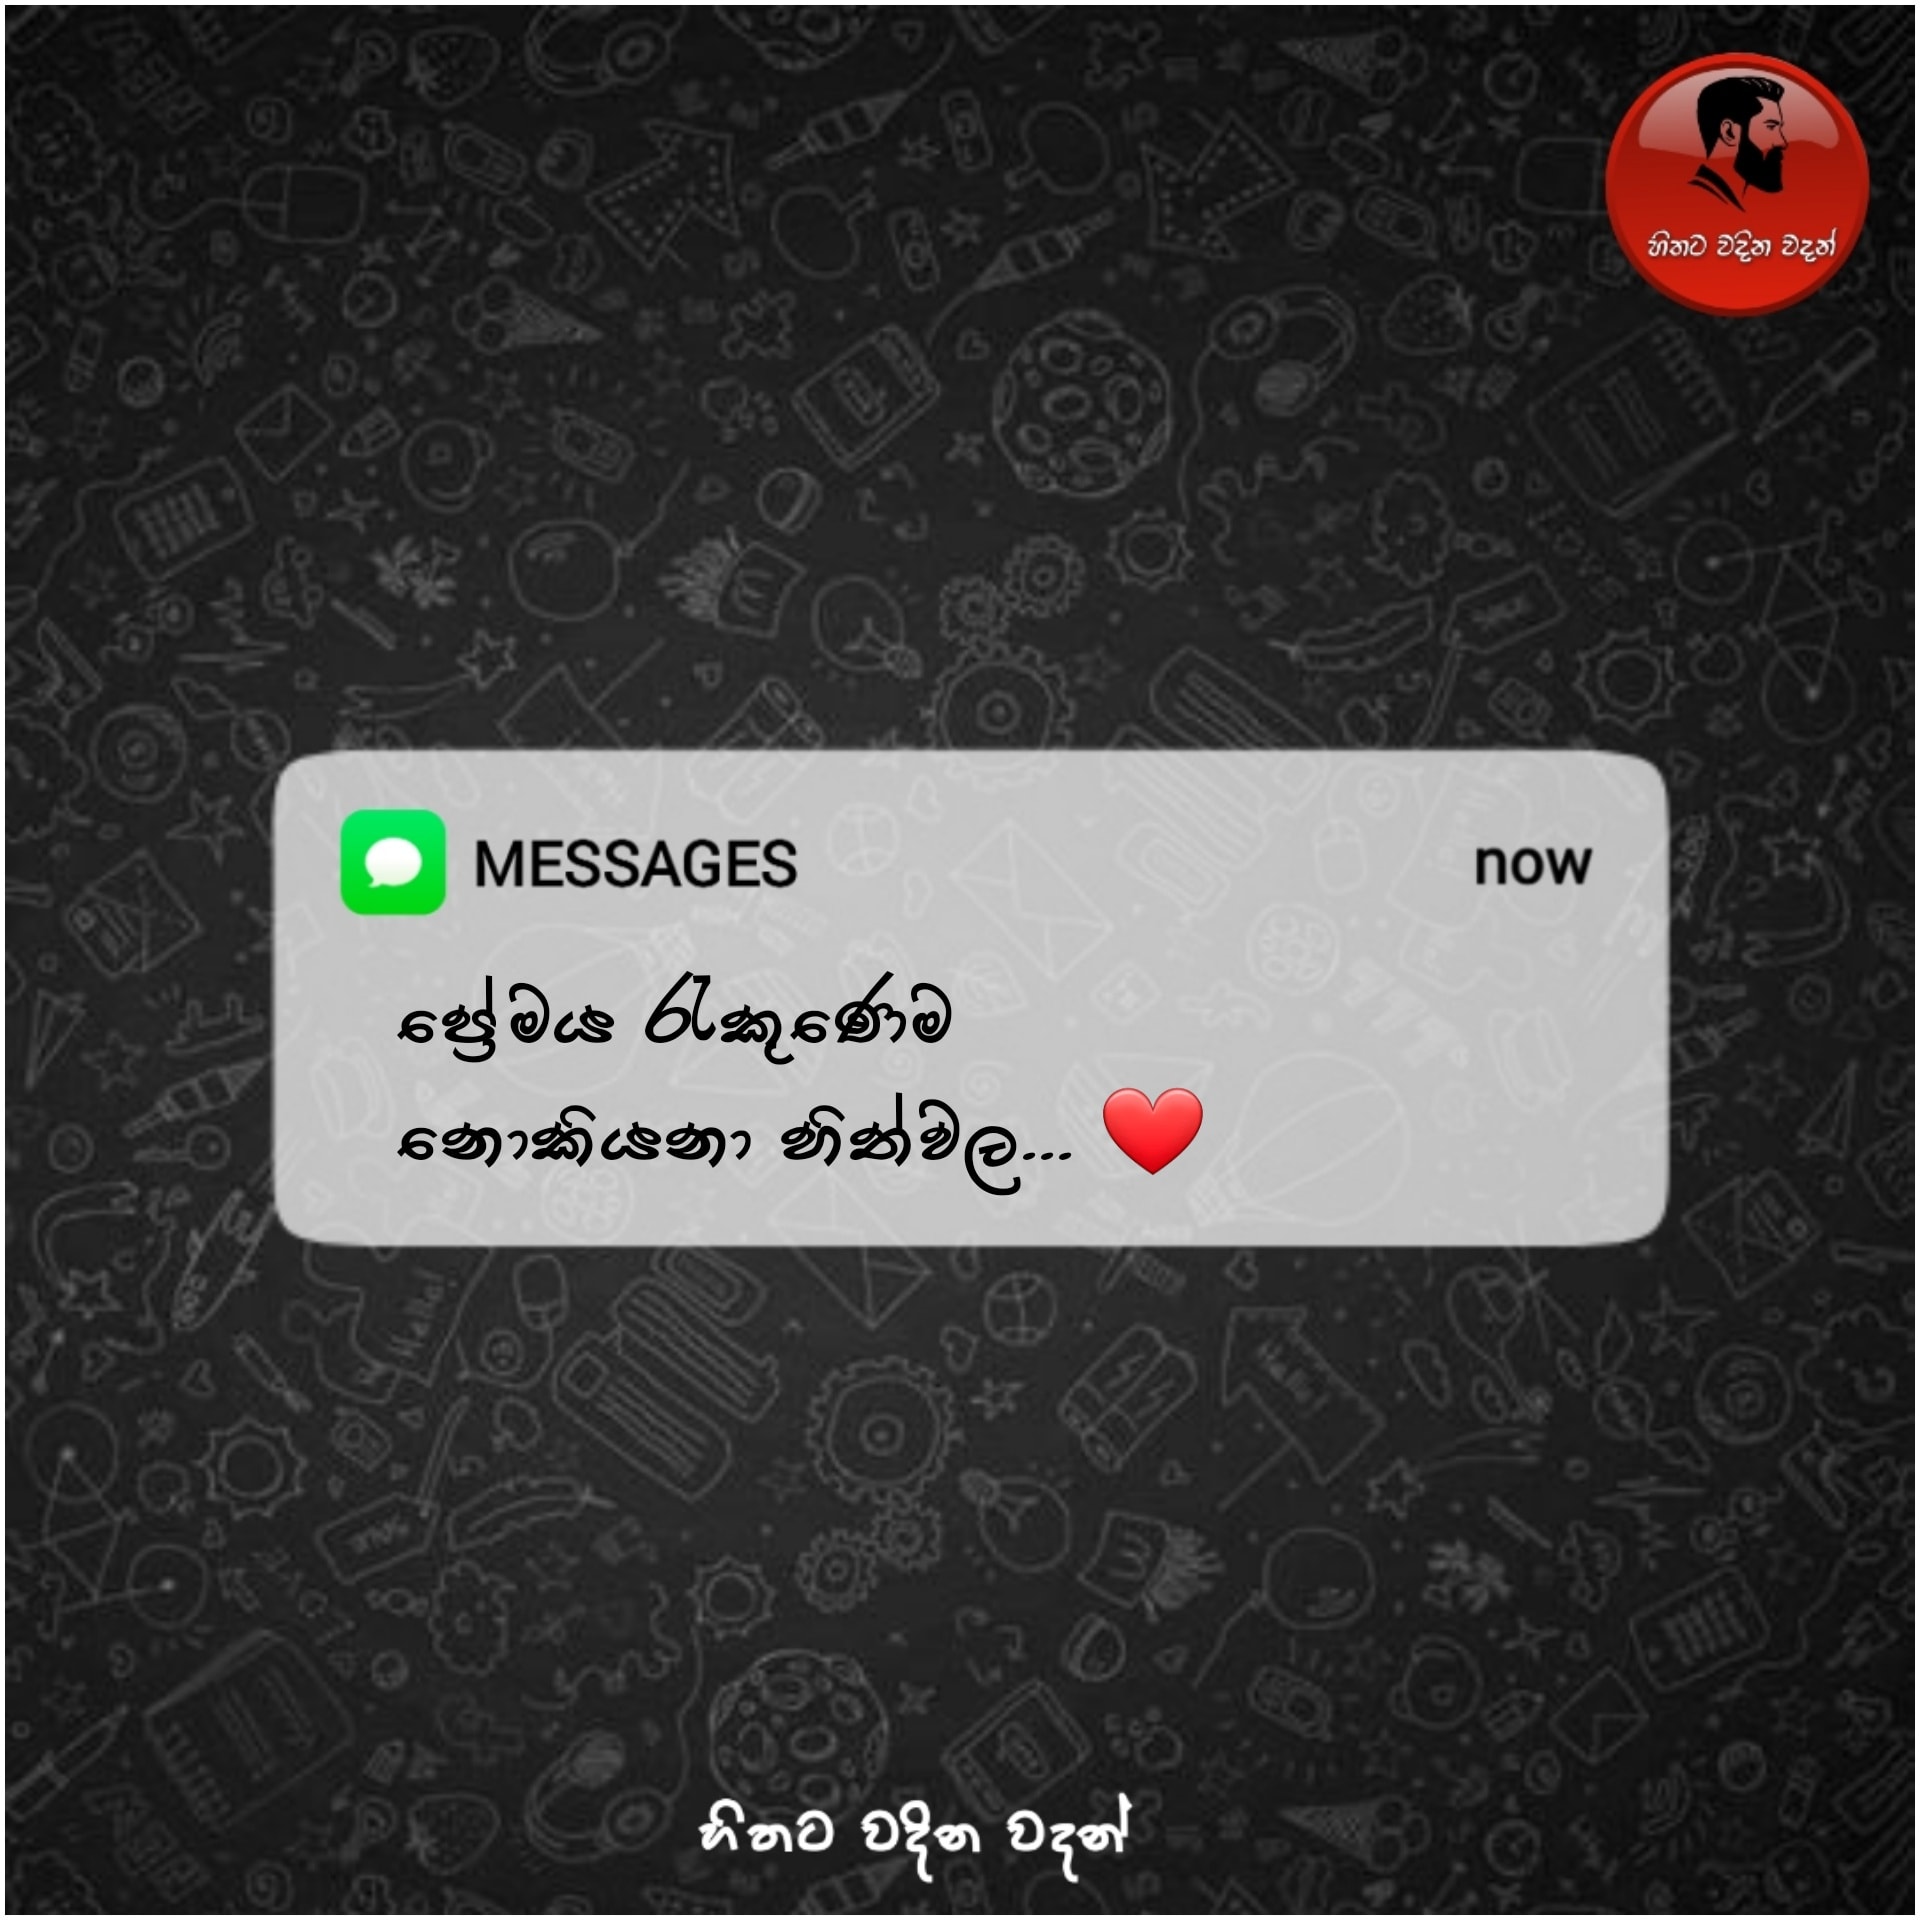 හිතට වදින වදන්
MESSAGES
now
ප්‍රේමය රැකුණෙම
නොකියනා හිත්වල... ❤️
හිතට වදින වදන්